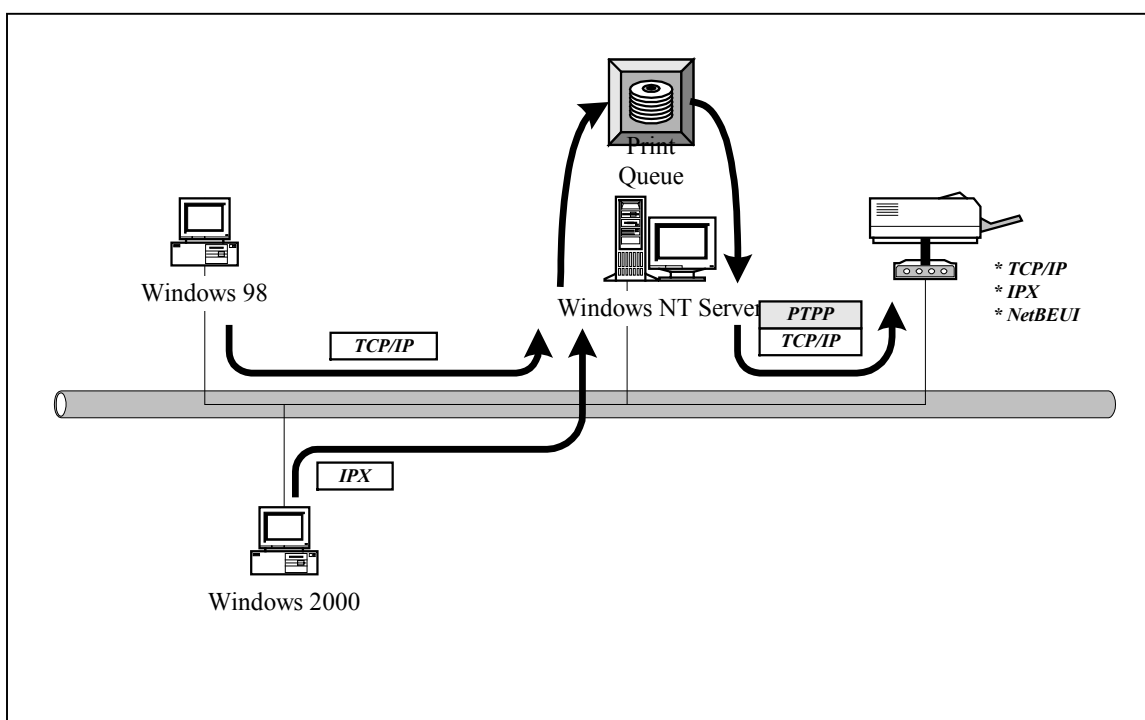 Print
Queue
Windows 98
Windows NT Server
* TCP/IP
* IPX
* NetBEUI
PTPP
TCP/IP
TCP/IP
IPX
Windows 2000